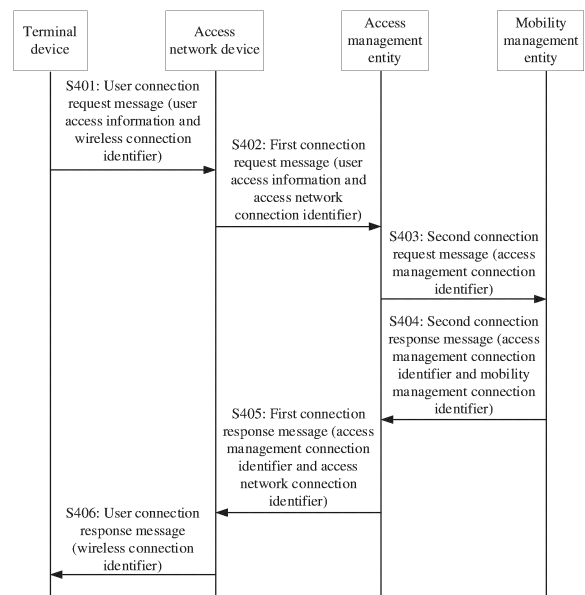 Terminal
device
Access
network device
Access
management
entity
Mobility
management entity
S401: User connection
request message (user
access information and
wireless connection
identifier)
S402: First connection
request message (user
access information and
access network
connection identifier)
S403: Second connection
request message (access
management connection
identifier)
S404: Second connection
response message (access
management connection
identifier and mobility
management connection
identifier)
S405: First connection
response message (access
management connection
identifier and access
network connection
identifier)
S406: User connection
response message
(wireless connection
identifier)